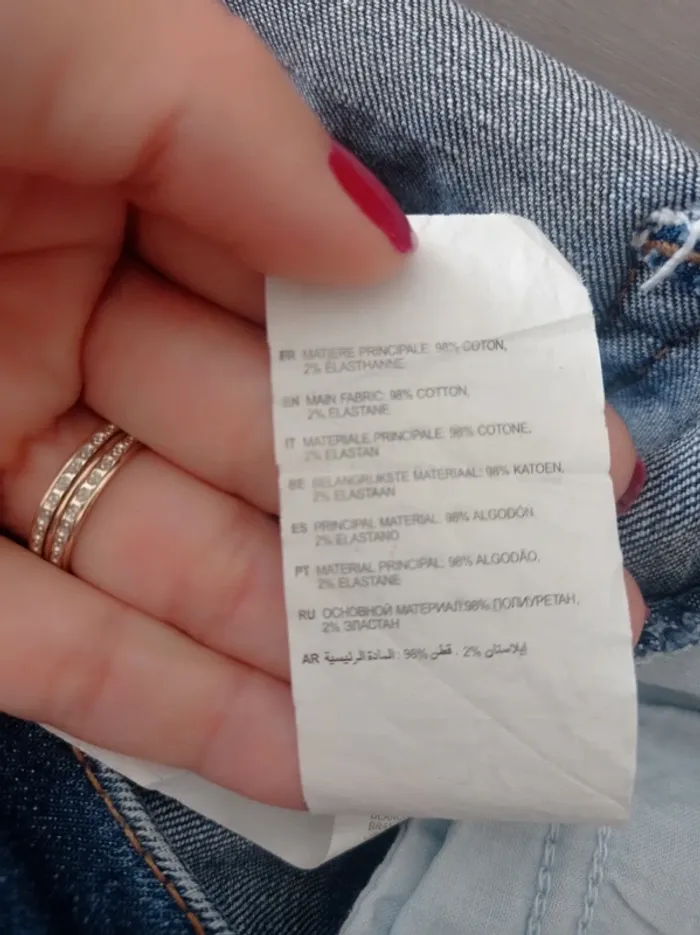 FR MATIERE PRINCIPALE: 98% COTON,
2% ÉLASTHANNE
EN MAIN FABRIC: 98% COTTON,
2% ELASTANE
IT MATERIALE PRINCIPALE: 98% COTONE,
2% ELASTAN
BE BELANGRIJKSTE MATERIAAL: 98% KATOEN,
2% ELASTAAN
ES PRINCIPAL MATERIAL: 98% ALGODÓN
2% ELASTANO
PT MATERIAL PRINCIPAL: 98% ALGODÃO,
2% ELASTANE
RU ОСНОВНОЙ МАТЕРИАЛ:98% ПОЛИУРЕТАН,
2% ЭЛАСТАН
AR المادة الرئيسية : 98% قطن . 2% إيلاستان